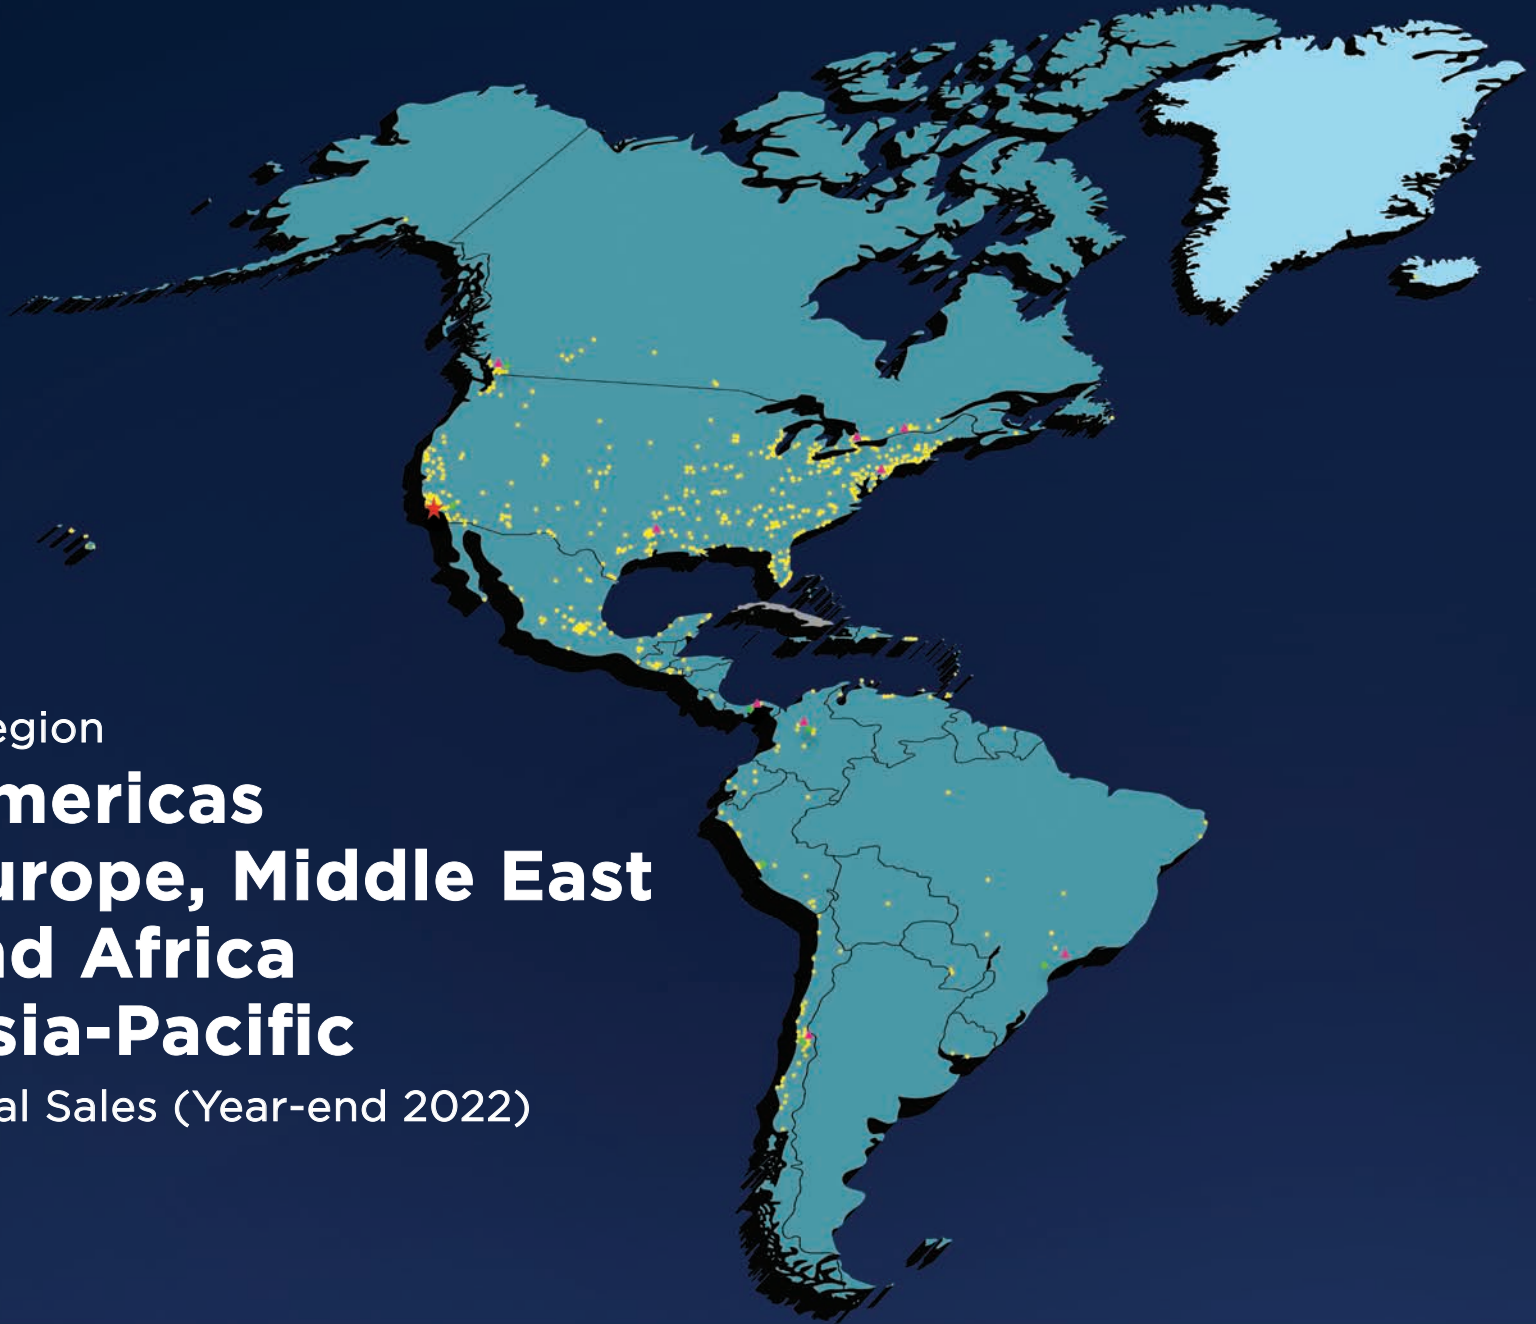 egion
mericas
urope, Middle East
nd Africa
sia-Pacific
al Sales (Year-end 2022)